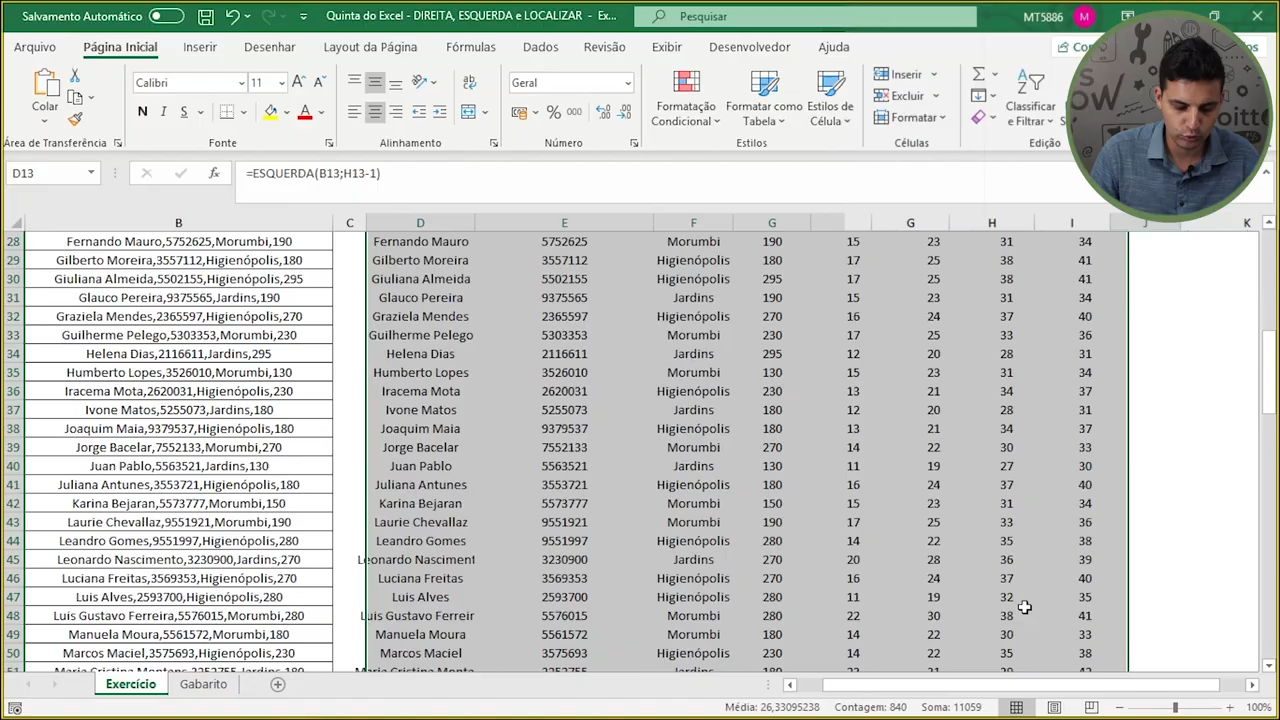 Salvamento Automático
Quinta do Excel - DIREITA, ESQUERDA e LOCALIZAR - Ex...
Pesquisar
MT5886
M
Arquivo Página Inicial Inserir Desenhar Layout da Página Fórmulas Dados Revisão Exibir Desenvolvedor Ajuda
Colar
Calibri 11
N I S
Geral
% 000
Formatação Condicional
Formatar como Tabela
Estilos de Célula
Inserir
Excluir
Formatar
Classificar e Filtrar
Área de Transferência Fonte Alinhamento Número Estilos Células
D13 fx =ESQUERDA(B13;H13-1)
B C D E F G G H I J K
28 Fernando Mauro,5752625,Morumbi,190 Fernando Mauro 5752625 Morumbi 190 15 23 31 34
29 Gilberto Moreira,3557112,Higienópolis,180 Gilberto Moreira 3557112 Higienópolis 180 17 25 38 41
30 Giuliana Almeida,5502155,Higienópolis,295 Giuliana Almeida 5502155 Higienópolis 295 17 25 38 41
31 Glauco Pereira,9375565,Jardins,190 Glauco Pereira 9375565 Jardins 190 15 23 31 34
32 Graziela Mendes,2365597,Higienópolis,270 Graziela Mendes 2365597 Higienópolis 270 16 24 37 40
33 Guilherme Pelego,5303353,Morumbi,230 Guilherme Pelego 5303353 Morumbi 230 17 25 33 36
34 Helena Dias,2116611,Jardins,295 Helena Dias 2116611 Jardins 295 12 20 28 31
35 Humberto Lopes,3526010,Morumbi,130 Humberto Lopes 3526010 Morumbi 130 15 23 31 34
36 Iracema Mota,2620031,Higienópolis,230 Iracema Mota 2620031 Higienópolis 230 13 21 34 37
37 Ivone Matos,5255073,Jardins,180 Ivone Matos 5255073 Jardins 180 12 20 28 31
38 Joaquim Maia,9379537,Higienópolis,180 Joaquim Maia 9379537 Higienópolis 180 13 21 34 37
39 Jorge Bacelar,7552133,Morumbi,270 Jorge Bacelar 7552133 Morumbi 270 14 22 30 33
40 Juan Pablo,5563521,Jardins,130 Juan Pablo 5563521 Jardins 130 11 19 27 30
41 Juliana Antunes,3553721,Higienópolis,180 Juliana Antunes 3553721 Higienópolis 180 16 24 37 40
42 Karina Bejaran,5573777,Morumbi,150 Karina Bejaran 5573777 Morumbi 150 15 23 31 34
43 Laurie Chevallaz,9551921,Morumbi,190 Laurie Chevallaz 9551921 Morumbi 190 17 25 33 36
44 Leandro Gomes,9551997,Higienópolis,280 Leandro Gomes 9551997 Higienópolis 280 14 22 35 38
45 Leonardo Nascimento,3230900,Jardins,270 Leonardo Nasciment 3230900 Jardins 270 20 28 36 39
46 Luciana Freitas,3569353,Higienópolis,270 Luciana Freitas 3569353 Higienópolis 270 16 24 37 40
47 Luis Alves,2593700,Higienópolis,280 Luis Alves 2593700 Higienópolis 280 11 19 32 35
48 Luis Gustavo Ferreira,5576015,Morumbi,280 Luis Gustavo Ferreir 5576015 Morumbi 280 22 30 38 41
49 Manuela Moura,5561572,Morumbi,180 Manuela Moura 5561572 Morumbi 180 14 22 30 33
50 Marcos Maciel,3575693,Higienópolis,230 Marcos Maciel 3575693 Higienópolis 230 14 22 35 38
Exercício Gabarito
Média: 26,33095238 Contagem: 840 Soma: 11059 100%